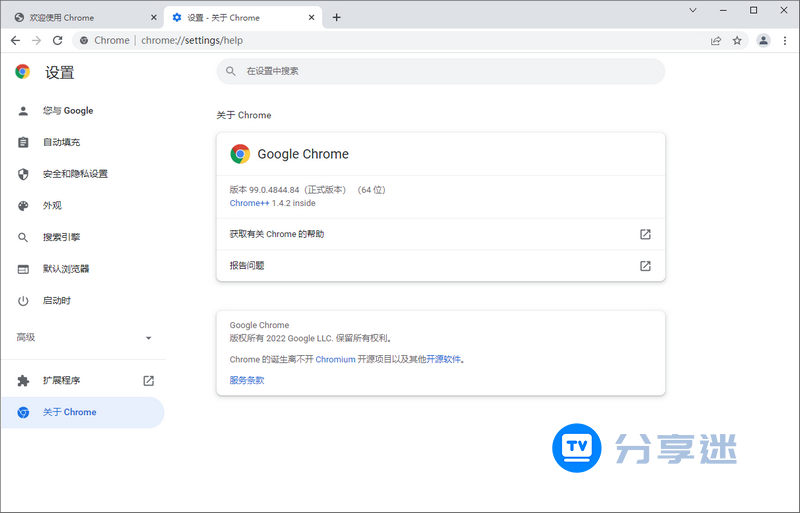 欢迎使用 Chrome
设置 - 关于 Chrome
Chrome | chrome://settings/help
设置
在设置中搜索
您与 Google
自动填充
安全和隐私设置
外观
搜索引擎
默认浏览器
启动时
高级
扩展程序
关于 Chrome
关于 Chrome
Google Chrome
版本 99.0.4844.84（正式版本） （64 位）
Chrome++ 1.4.2 inside
获取有关 Chrome 的帮助
报告问题
Google Chrome
版权所有 2022 Google LLC. 保留所有权利。
Chrome 的诞生离不开 Chromium 开源项目以及其他开源软件。
服务条款
TV 分享迷